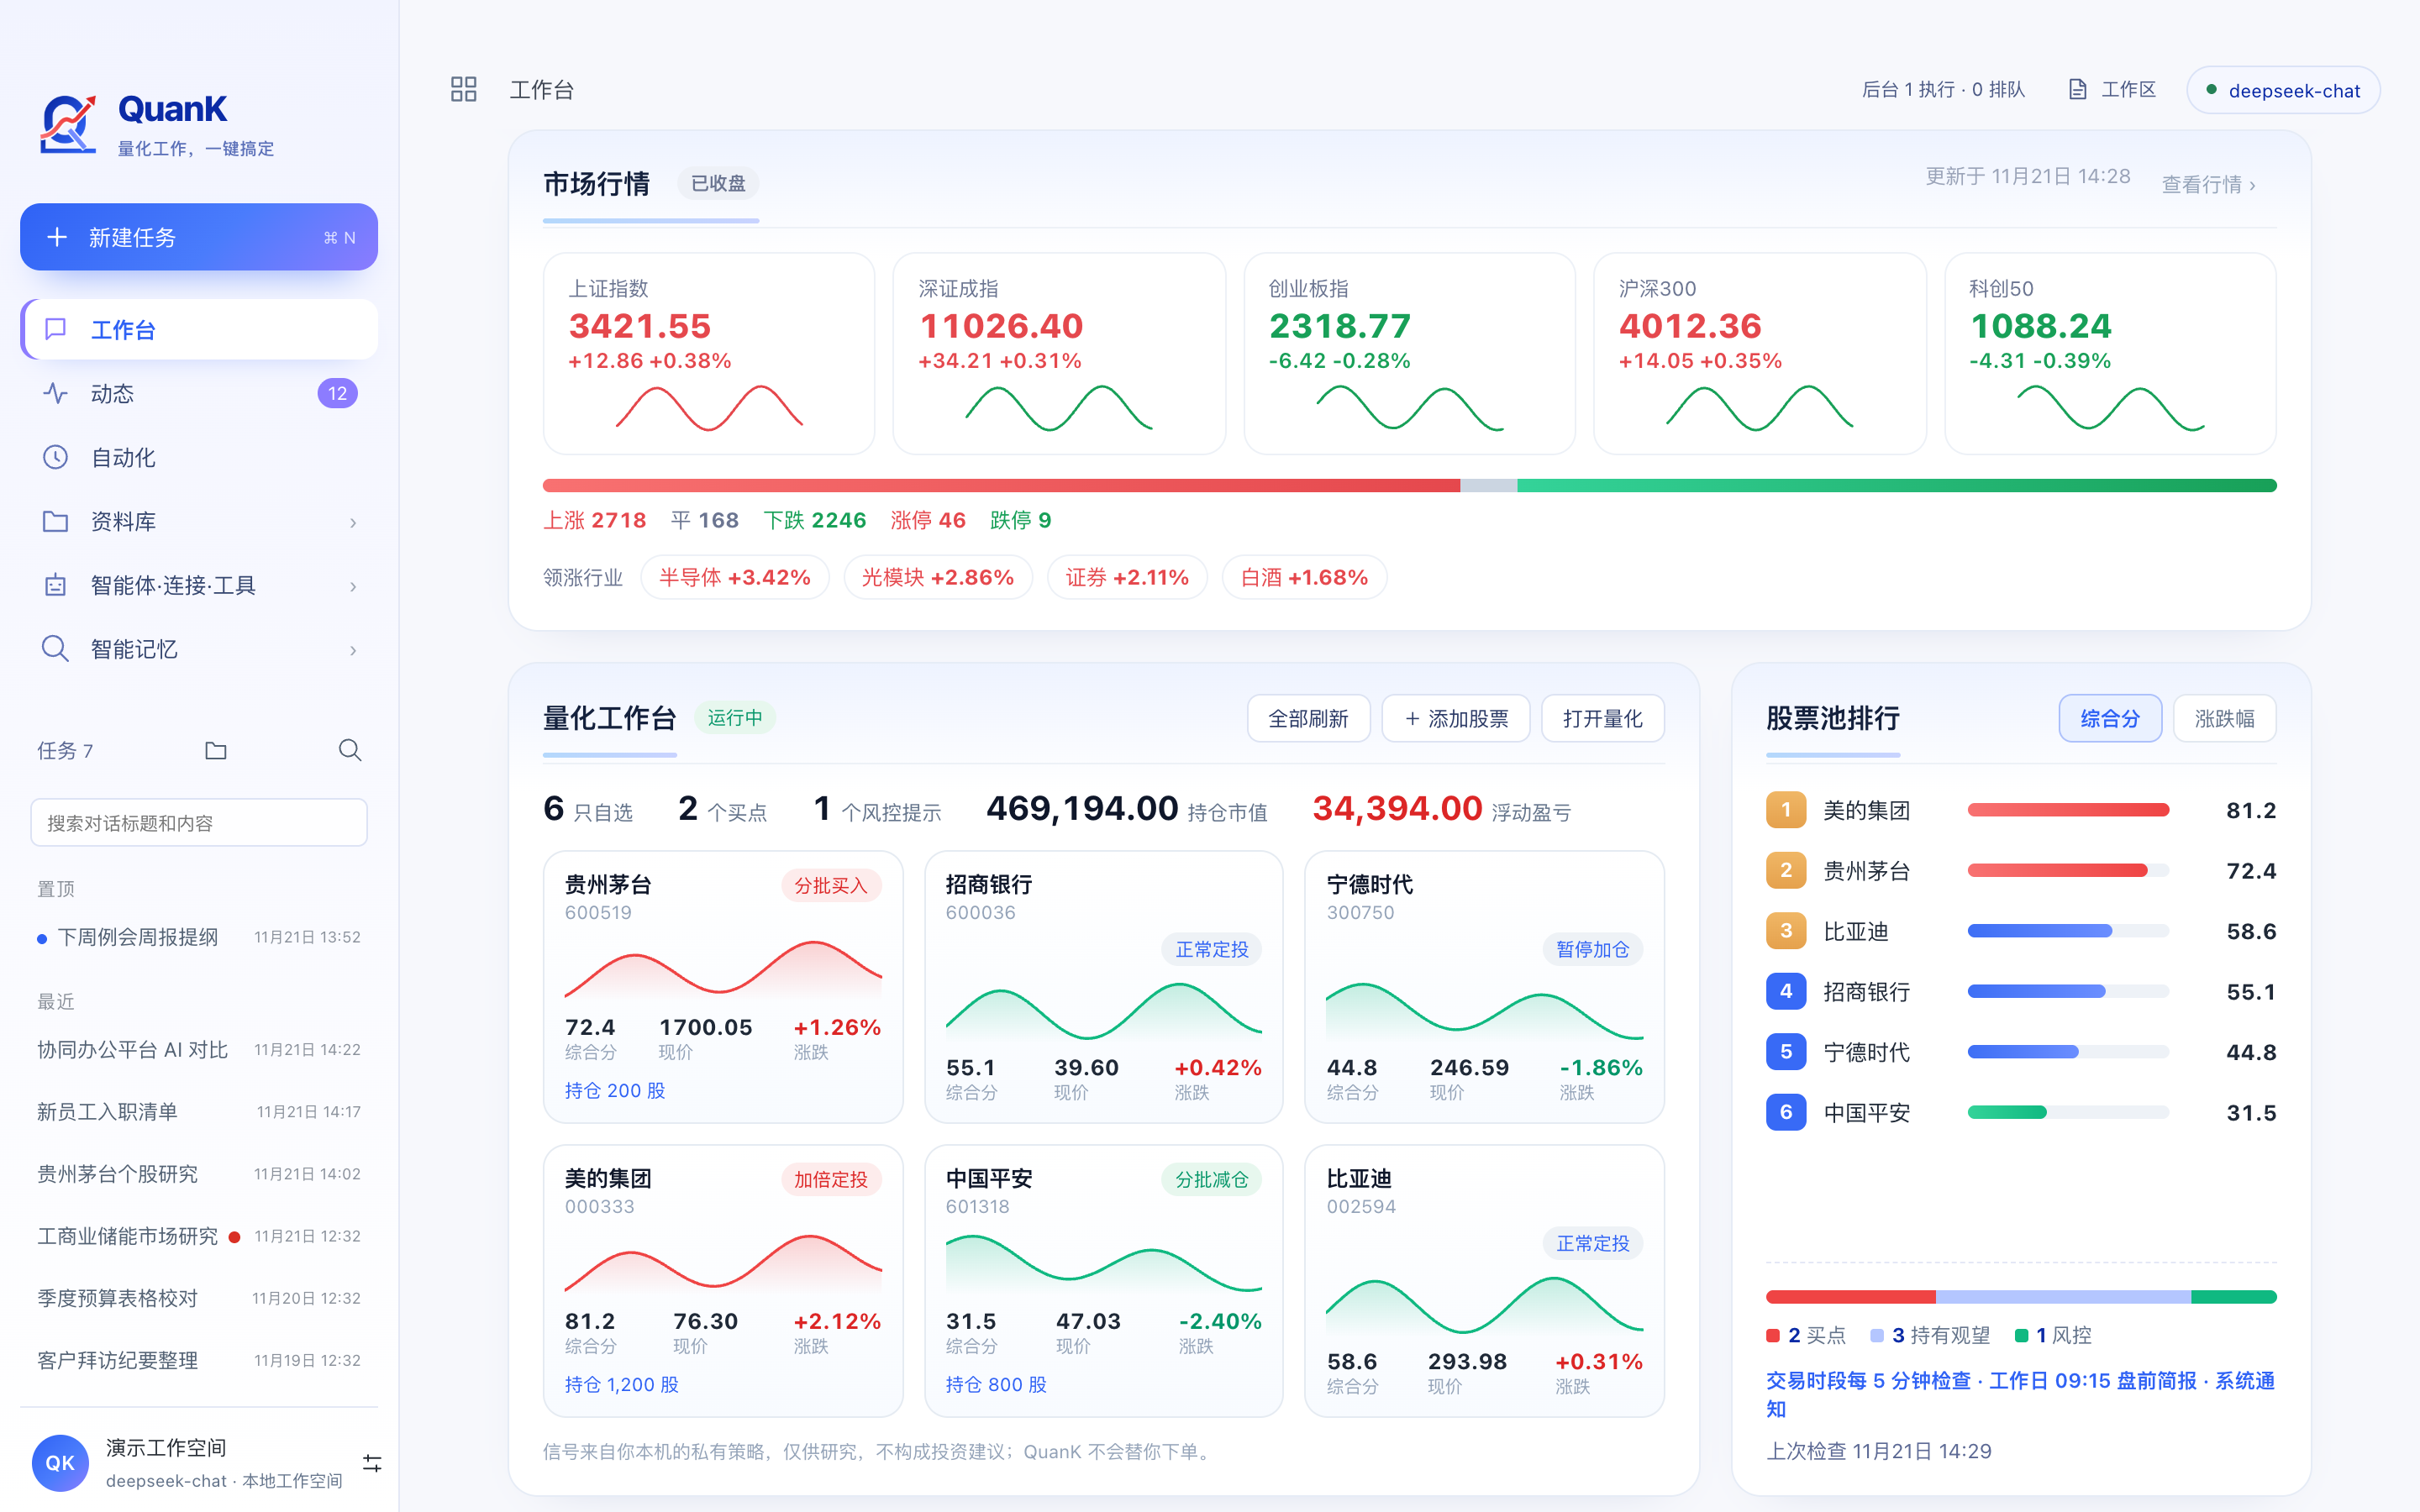 QuanK
量化工作，一键搞定
新建任务 ⌘ N
工作台
动态 12
自动化
资料库
智能体·连接·工具
智能记忆
任务 7
搜索对话标题和内容
置顶
下周例会周报提纲 11月21日 13:52
最近
协同办公平台 AI 对比 11月21日 14:22
新员工入职清单 11月21日 14:17
贵州茅台个股研究 11月21日 14:02
工商业储能市场研究 11月21日 12:32
季度预算表格校对 11月20日 12:32
客户拜访纪要整理 11月19日 12:32
QK
演示工作空间
deepseek-chat · 本地工作空间
工作台
后台 1 执行 · 0 排队
工作区
deepseek-chat
市场行情 已收盘
更新于 11月21日 14:28 查看行情 ›
上证指数
3421.55
+12.86 +0.38%
深证成指
11026.40
+34.21 +0.31%
创业板指
2318.77
-6.42 -0.28%
沪深300
4012.36
+14.05 +0.35%
科创50
1088.24
-4.31 -0.39%
上涨 2718 平 168 下跌 2246 涨停 46 跌停 9
领涨行业 半导体 +3.42% 光模块 +2.86% 证券 +2.11% 白酒 +1.68%
量化工作台 运行中
全部刷新 + 添加股票 打开量化
6 只自选 2 个买点 1 个风控提示 469,194.00 持仓市值 34,394.00 浮动盈亏
贵州茅台 分批买入
600519
72.4 1700.05 +1.26%
综合分 现价 涨跌
持仓 200 股
招商银行
600036
正常定投
55.1 39.60 +0.42%
综合分 现价 涨跌
宁德时代
300750
暂停加仓
44.8 246.59 -1.86%
综合分 现价 涨跌
美的集团 加倍定投
000333
81.2 76.30 +2.12%
综合分 现价 涨跌
持仓 1,200 股
中国平安 分批减仓
601318
31.5 47.03 -2.40%
综合分 现价 涨跌
持仓 800 股
比亚迪
002594
正常定投
58.6 293.98 +0.31%
综合分 现价 涨跌
信号来自你本机的私有策略，仅供研究，不构成投资建议；QuanK 不会替你下单。
股票池排行 综合分 涨跌幅
1 美的集团 81.2
2 贵州茅台 72.4
3 比亚迪 58.6
4 招商银行 55.1
5 宁德时代 44.8
6 中国平安 31.5
2 买点 3 持有观望 1 风控
交易时段每 5 分钟检查 · 工作日 09:15 盘前简报 · 系统通
知
上次检查 11月21日 14:29